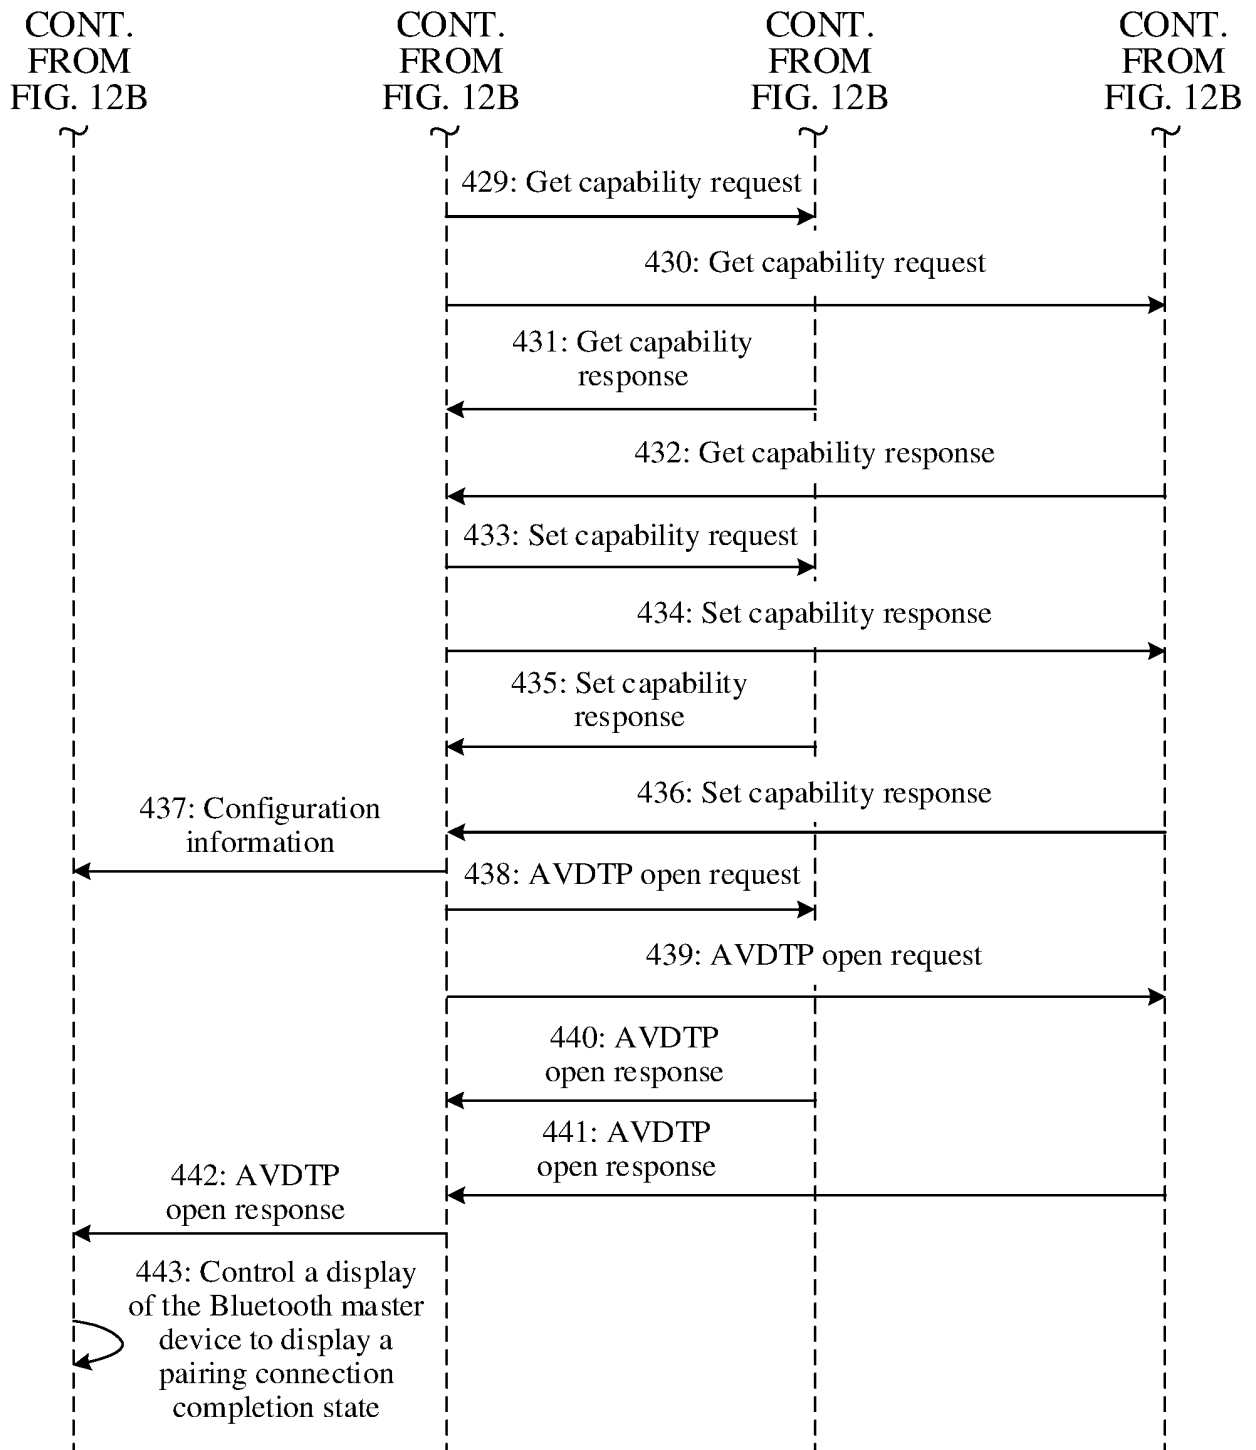 CONT.
FROM
FIG. 12B
CONT.
FROM
FIG. 12B
CONT.
FROM
FIG. 12B
CONT.
FROM
FIG. 12B
429: Get capability request
430: Get capability request
431: Get capability
response
432: Get capability response
433: Set capability request
434: Set capability response
435: Set capability
response
436: Set capability response
437: Configuration
information
438: AVDTP open request
439: AVDTP open request
440: AVDTP
open response
441: AVDTP
open response
442: AVDTP
open response
443: Control a display
of the Bluetooth master
device to display a
pairing connection
completion state